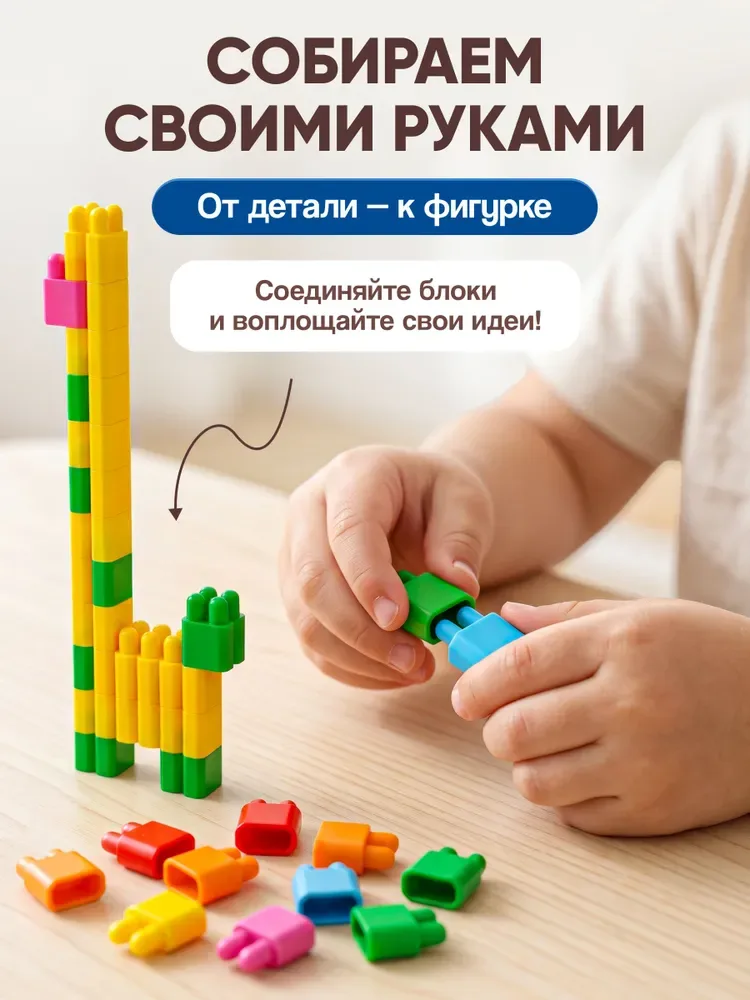 СОБИРАЕМ
СВОИМИ РУКАМИ
От детали – к фигурке
Соединяйте блоки
и воплощайте свои идеи!